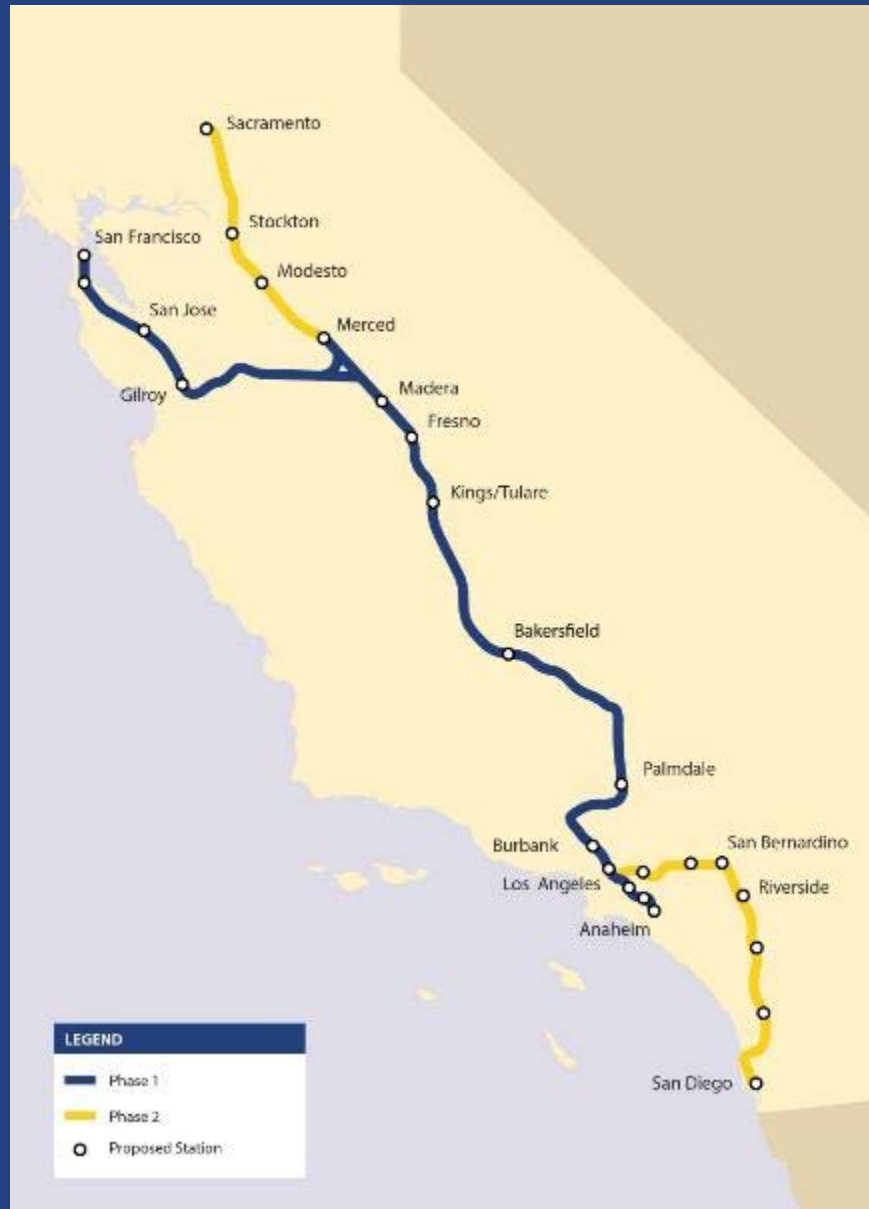 Sacramento
Stockton
San Francisco
Modesto
San Jose
Merced
Gilroy
Madera
Fresno
Kings/Tulare
Bakersfield
Palmdale
Burbank
San Bernardino
Los Angeles
Riverside
Anaheim
San Diego
LEGEND
Phase 1
Phase 2
Proposed Station